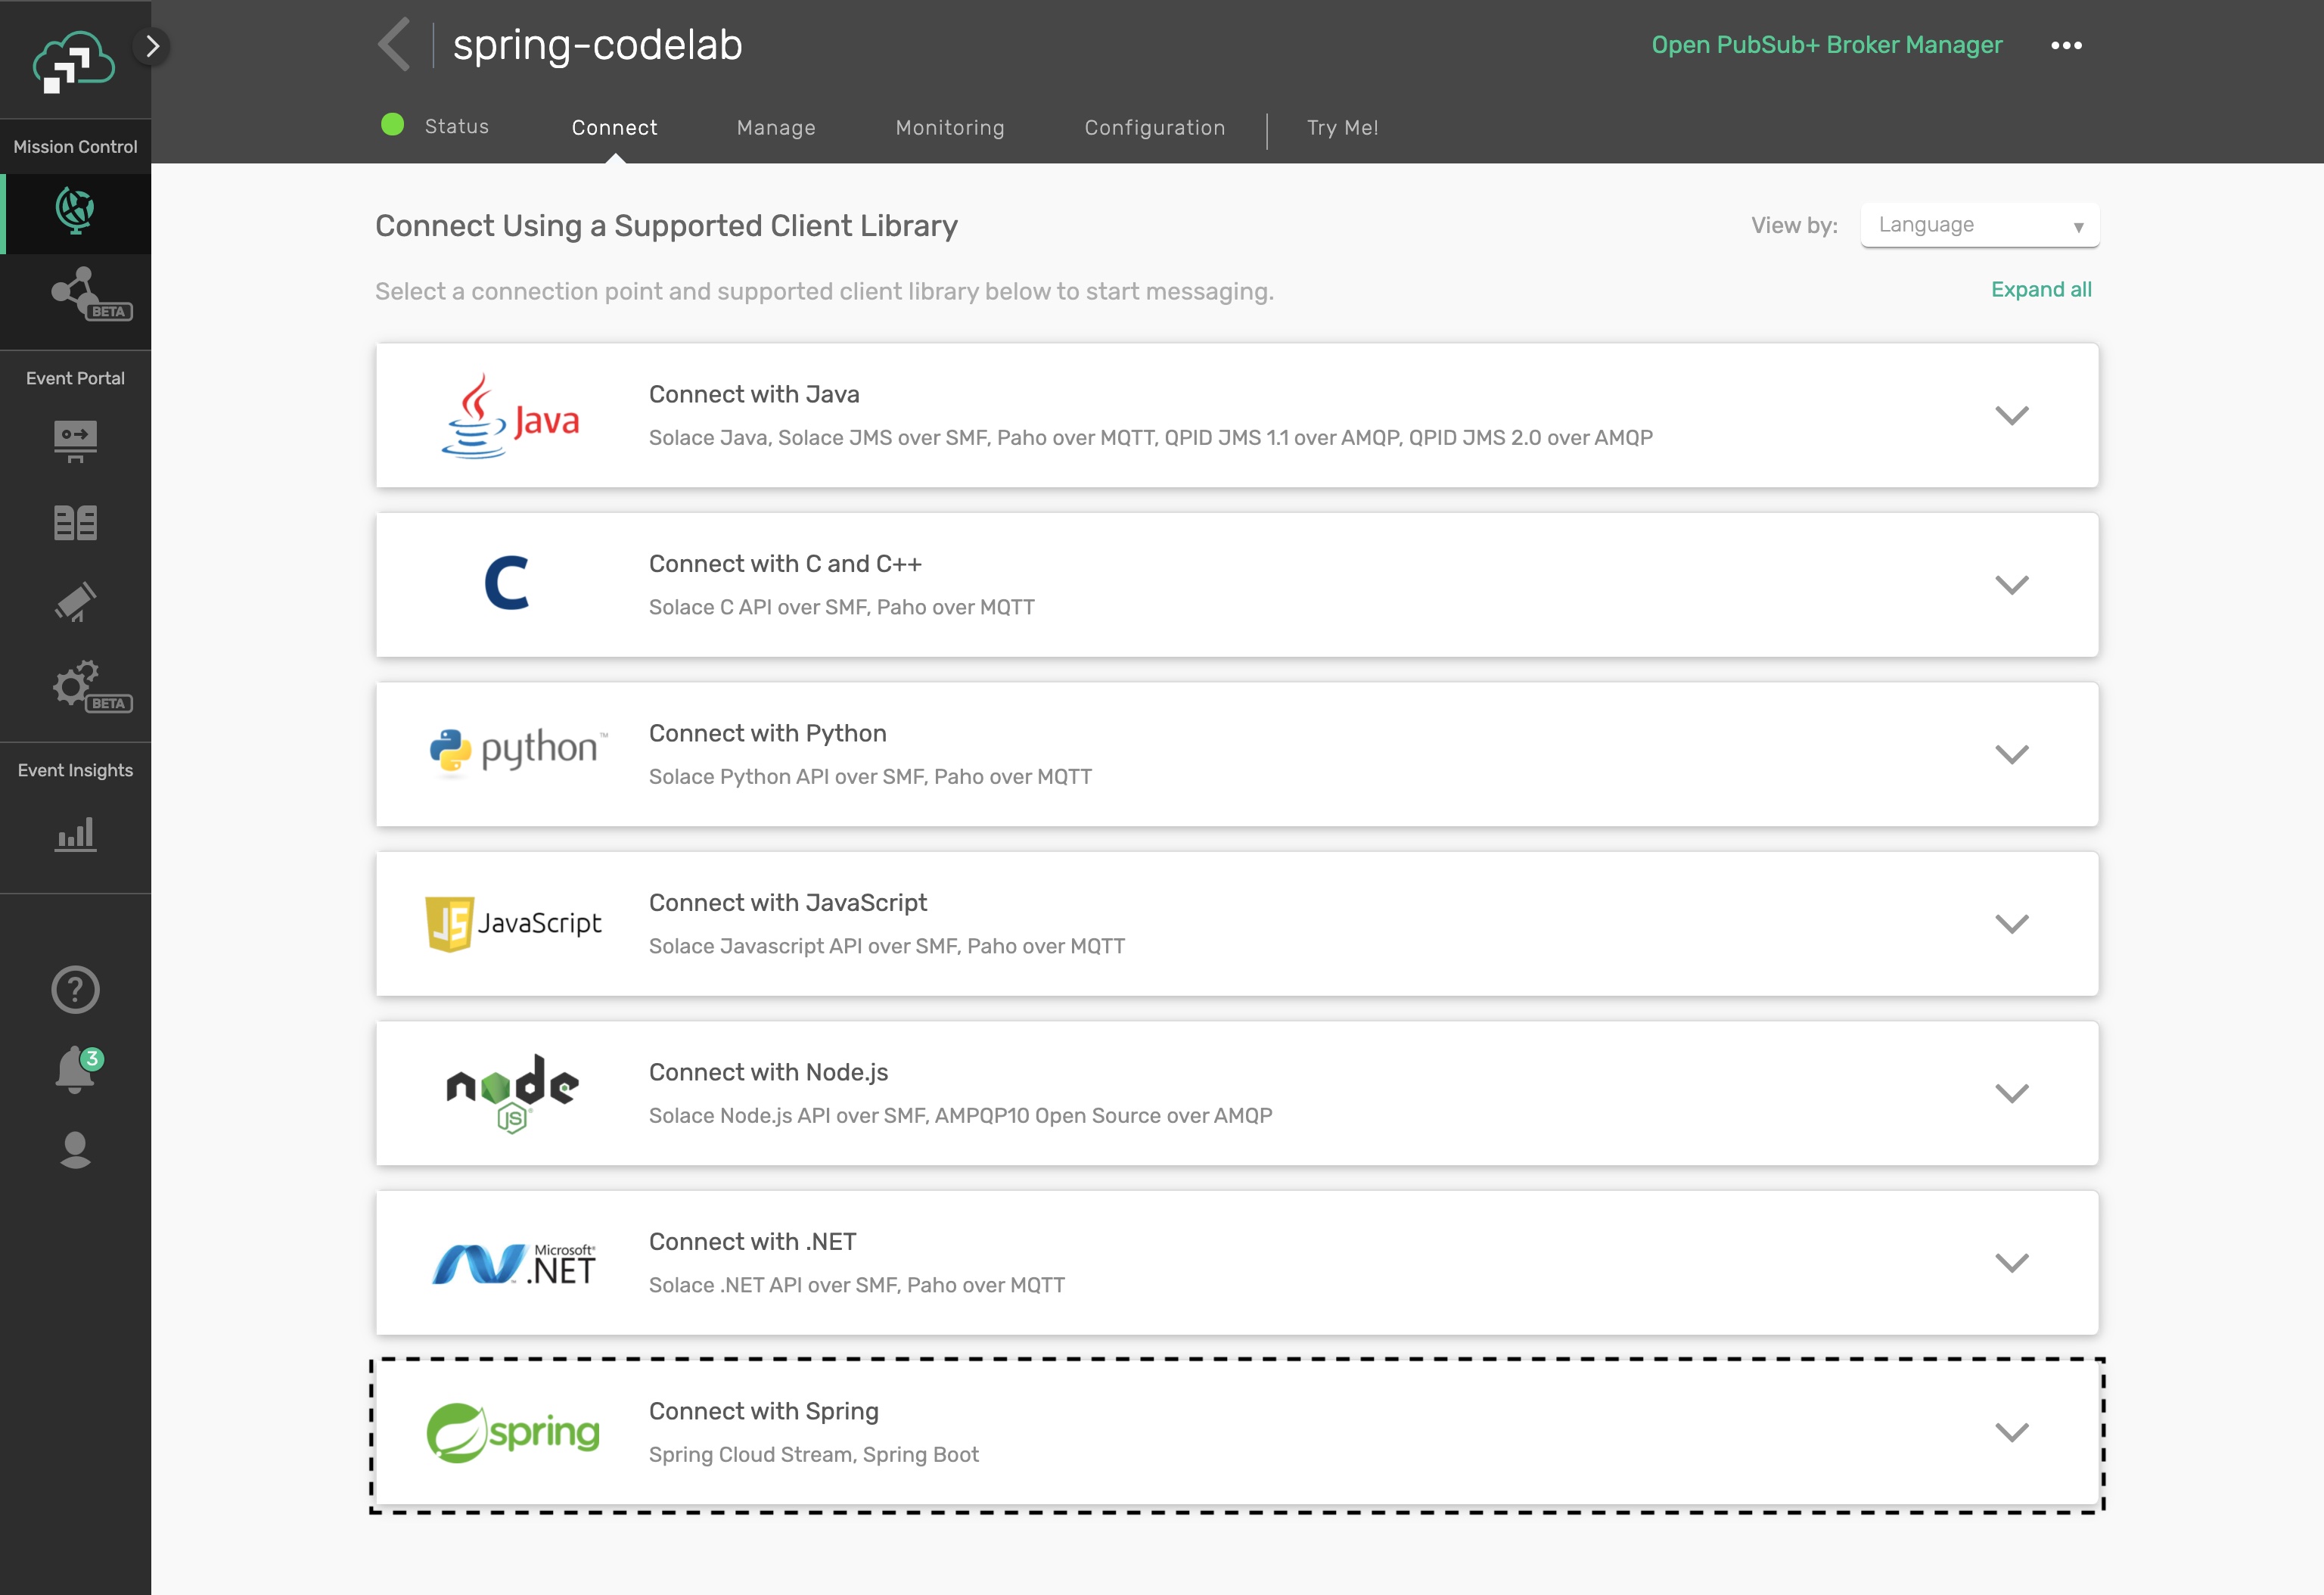 spring-codelab
Open PubSub+ Broker Manager
Status
Connect
Manage
Monitoring
Configuration
Try Me!
Mission Control
BETA
Event Portal
BETA
Event Insights
?
3
Connect Using a Supported Client Library
View by:
Language
Select a connection point and supported client library below to start messaging.
Expand all
Java
Connect with Java
Solace Java, Solace JMS over SMF, Paho over MQTT, QPID JMS 1.1 over AMQP, QPID JMS 2.0 over AMQP
C
Connect with C and C++
Solace C API over SMF, Paho over MQTT
python™
Connect with Python
Solace Python API over SMF, Paho over MQTT
JS JavaScript
Connect with JavaScript
Solace Javascript API over SMF, Paho over MQTT
node
JS
Connect with Node.js
Solace Node.js API over SMF, AMPQP10 Open Source over AMQP
Microsoft®
.NET
Connect with .NET
Solace .NET API over SMF, Paho over MQTT
spring
Connect with Spring
Spring Cloud Stream, Spring Boot